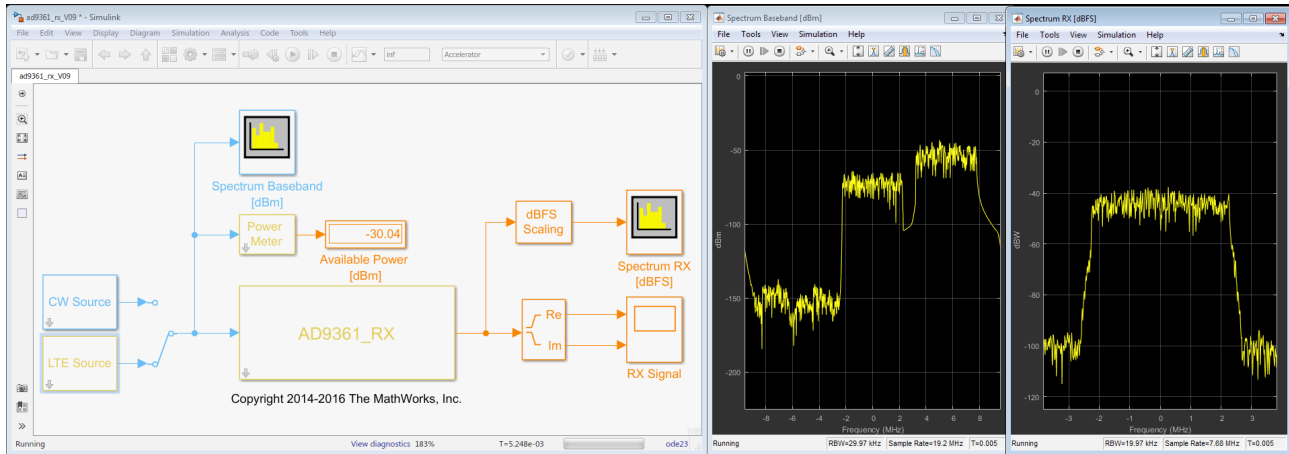 ad9361_rx_V09 * - Simulink
File Edit View Display Diagram Simulation Analysis Code Tools Help
inf
Accelerator
ad9361_rx_V09
Spectrum Baseband
[dBm]
Power
Meter
-30.04
Available Power
[dBm]
CW Source
LTE Source
AD9361_RX
dBFS
Scaling
Spectrum RX
[dBFS]
Re
Im
RX Signal
Copyright 2014-2016 The MathWorks, Inc.
Running
View diagnostics 183%
T=5.248e-03
ode23
Spectrum Baseband [dBm]
File Tools View Simulation Help
0
-50
-100
-150
-200
dBm
-8 -6 -4 -2 0 2 4 6 8
Frequency (MHz)
Running
RBW=29.97 kHz Sample Rate=19.2 MHz T=0.005
Spectrum RX [dBFS]
File Tools View Simulation Help
0
-20
-40
-60
-80
-100
-120
dBW
-3 -2 -1 0 1 2 3
Frequency (MHz)
Running
RBW=19.97 kHz Sample Rate=7.68 MHz T=0.005